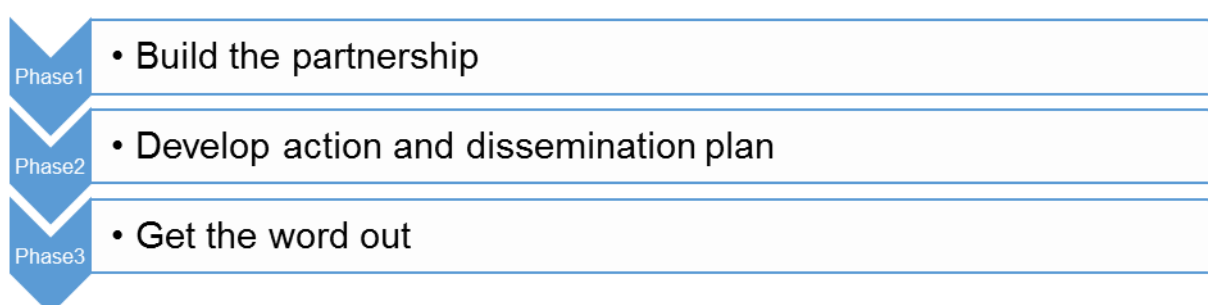 Phase1
• Build the partnership
Phase2
• Develop action and dissemination plan
Phase3
• Get the word out